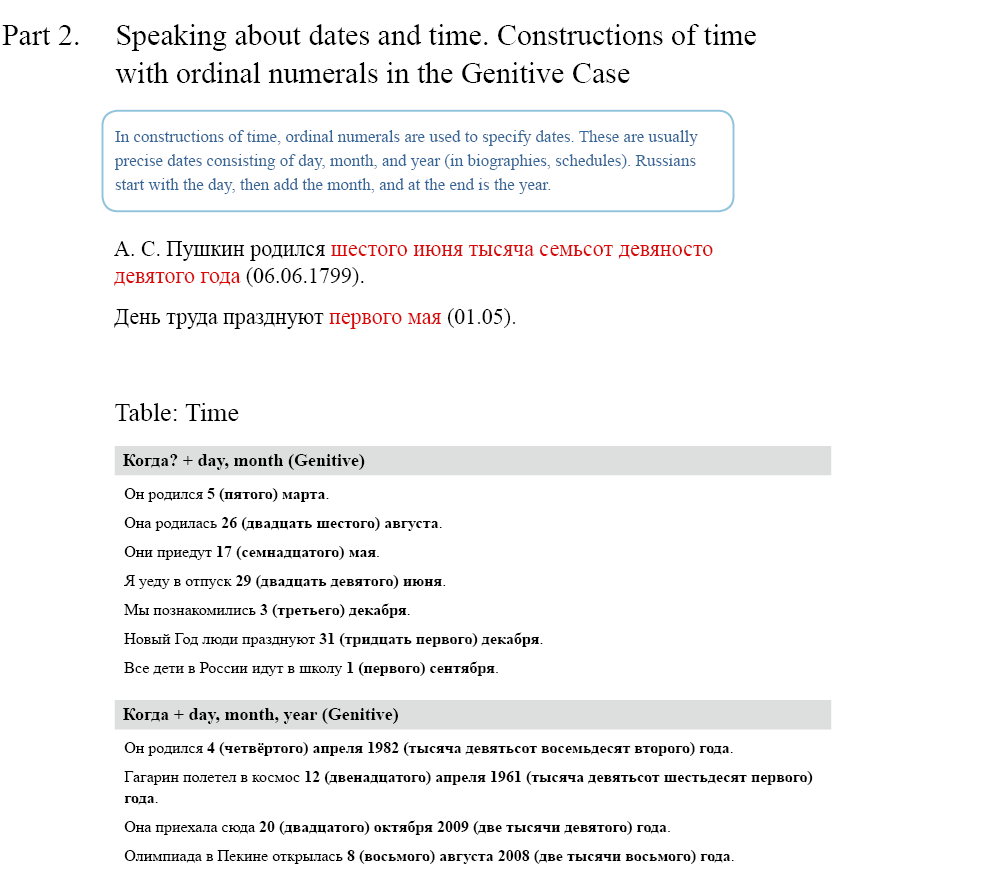 Part 2. Speaking about dates and time. Constructions of time
with ordinal numerals in the Genitive Case
In constructions of time, ordinal numerals are used to specify dates. These are usually
precise dates consisting of day, month, and year (in biographies, schedules). Russians
start with the day, then add the month, and at the end is the year.
А. С. Пушкин родился шестого июня тысяча семьсот девяносто
девятого года (06.06.1799).
День труда празднуют первого мая (01.05).
Table: Time
Когда? + day, month (Genitive)
Он родился 5 (пятого) марта.
Она родилась 26 (двадцать шестого) августа.
Они приедут 17 (семнадцатого) мая.
Я уеду в отпуск 29 (двадцать девятого) июня.
Мы познакомились 3 (третьего) декабря.
Новый Год люди празднуют 31 (тридцать первого) декабря.
Все дети в России идут в школу 1 (первого) сентября.
Когда + day, month, year (Genitive)
Он родился 4 (четвёртого) апреля 1982 (тысяча девятьсот восемьдесят второго) года.
Гагарин полетел в космос 12 (двенадцатого) апреля 1961 (тысяча девятьсот шестьдесят первого)
года.
Она приехала сюда 20 (двадцатого) октября 2009 (две тысячи девятого) года.
Олимпиада в Пекине открылась 8 (восьмого) августа 2008 (две тысячи восьмого) года.